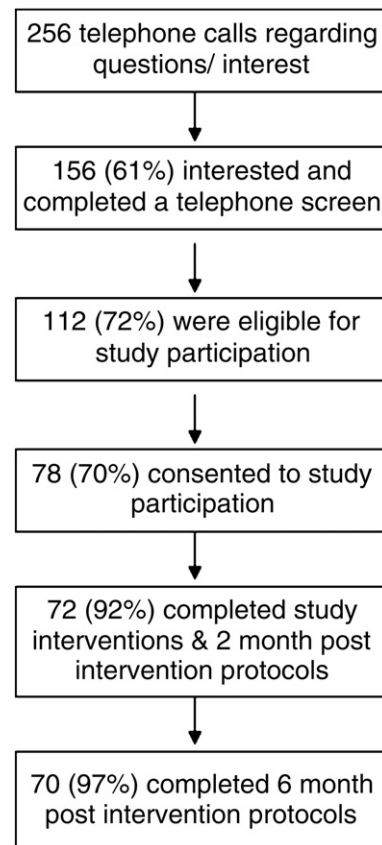 256 telephone calls regarding
questions/ interest
156 (61%) interested and
completed a telephone screen
112 (72%) were eligible for
study participation
78 (70%) consented to study
participation
72 (92%) completed study
interventions & 2 month post
intervention protocols
70 (97%) completed 6 month
post intervention protocols